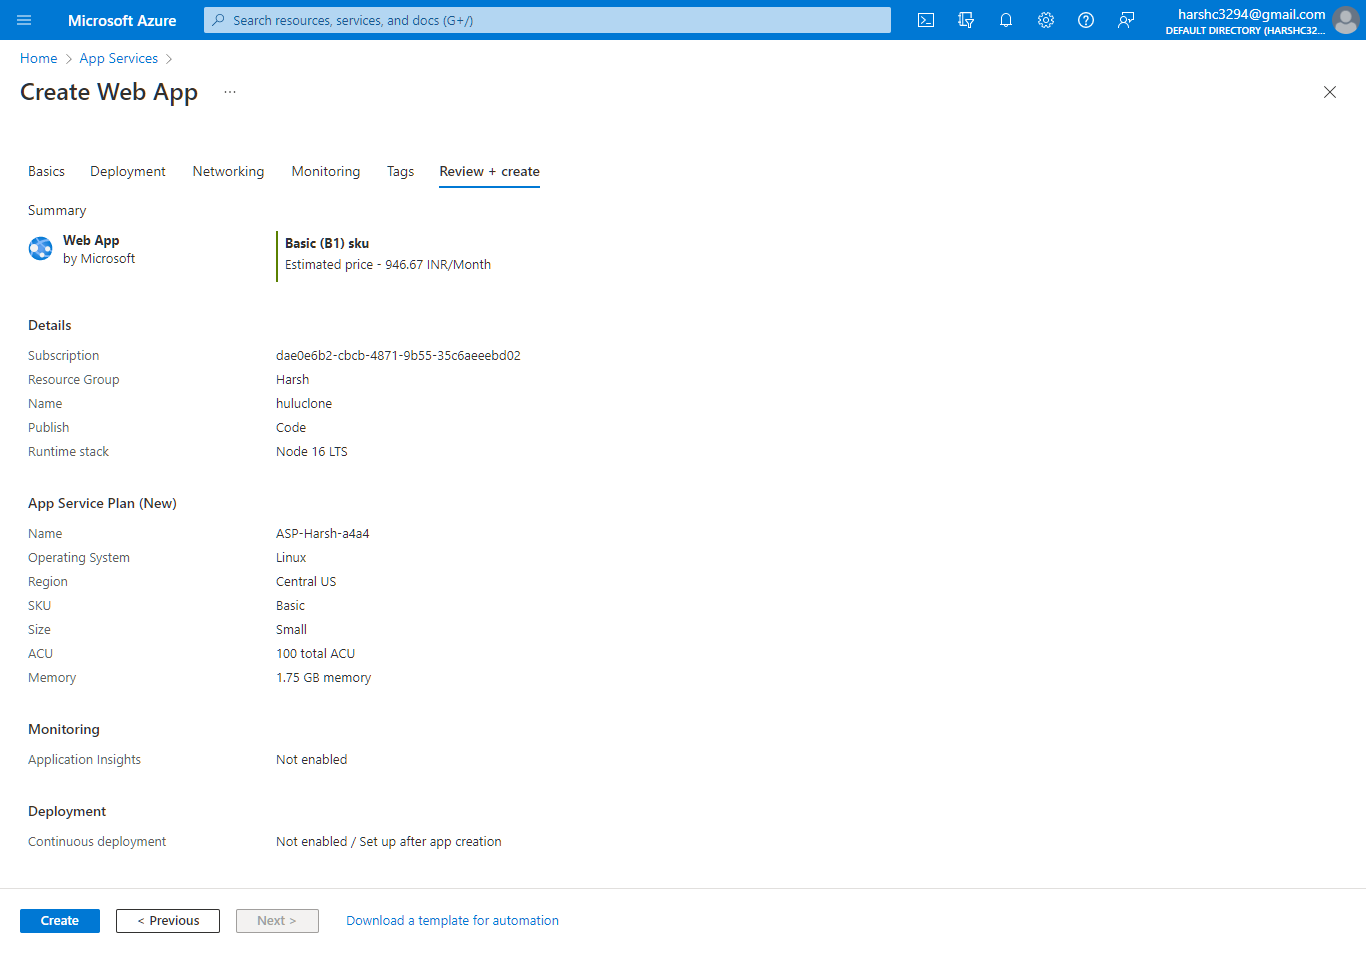 Microsoft Azure
Search resources, services, and docs (G+/)
harshc3294@gmail.com
DEFAULT DIRECTORY (HARSHC32...
Home > App Services >
Create Web App ...
Basics Deployment Networking Monitoring Tags Review + create
Summary
Web App
by Microsoft
Basic (B1) sku
Estimated price - 946.67 INR/Month
Details
Subscription dae0e6b2-cbcb-4871-9b55-35c6aeeebd02
Resource Group Harsh
Name huluclone
Publish Code
Runtime stack Node 16 LTS
App Service Plan (New)
Name ASP-Harsh-a4a4
Operating System Linux
Region Central US
SKU Basic
Size Small
ACU 100 total ACU
Memory 1.75 GB memory
Monitoring
Application Insights Not enabled
Deployment
Continuous deployment Not enabled / Set up after app creation
Create < Previous Next > Download a template for automation